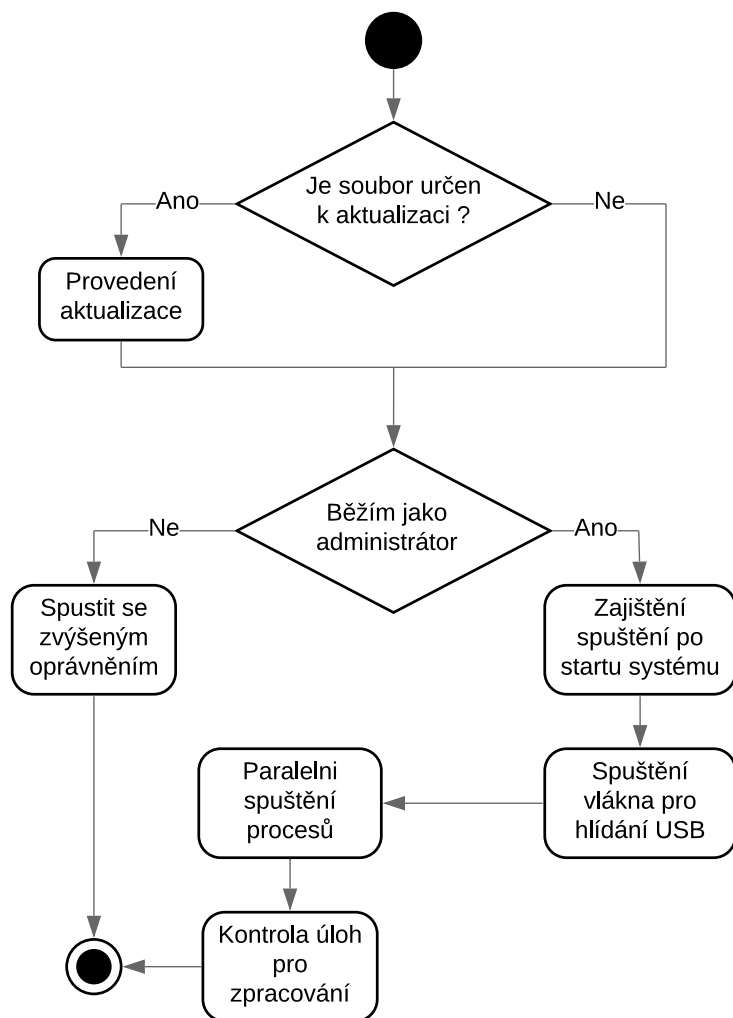 Je soubor určen
k aktualizaci ?
Ano
Ne
Provedení
aktualizace
Běžím jako
administrátor
Ne
Ano
Spustit se
zvýšeným
oprávněním
Zajištění
spuštění po
startu systému
Paralelni
spuštění
procesů
Spuštění
vlákna pro
hlídání USB
Kontrola úloh
pro
zpracování